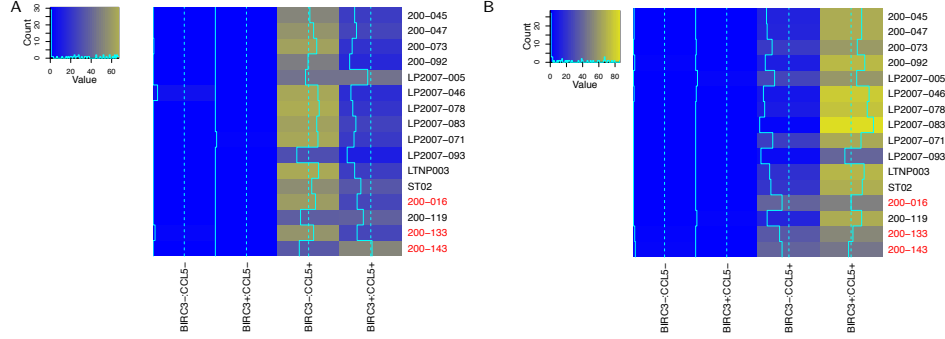 A
Count
0 10 20 30
0 20 40 60
Value
200−045
200−047
200−073
200−092
LP2007−005
LP2007−046
LP2007−078
LP2007−083
LP2007−071
LP2007−093
LTNP003
ST02
200−016
200−119
200−133
200−143
BIRC3−:CCL5−
BIRC3+:CCL5−
BIRC3−:CCL5+
BIRC3+:CCL5+
B
Count
0 10 20
0 20 40 60 80
Value
200−045
200−047
200−073
200−092
LP2007−005
LP2007−046
LP2007−078
LP2007−083
LP2007−071
LP2007−093
LTNP003
ST02
200−016
200−119
200−133
200−143
BIRC3−:CCL5−
BIRC3+:CCL5−
BIRC3−:CCL5+
BIRC3+:CCL5+